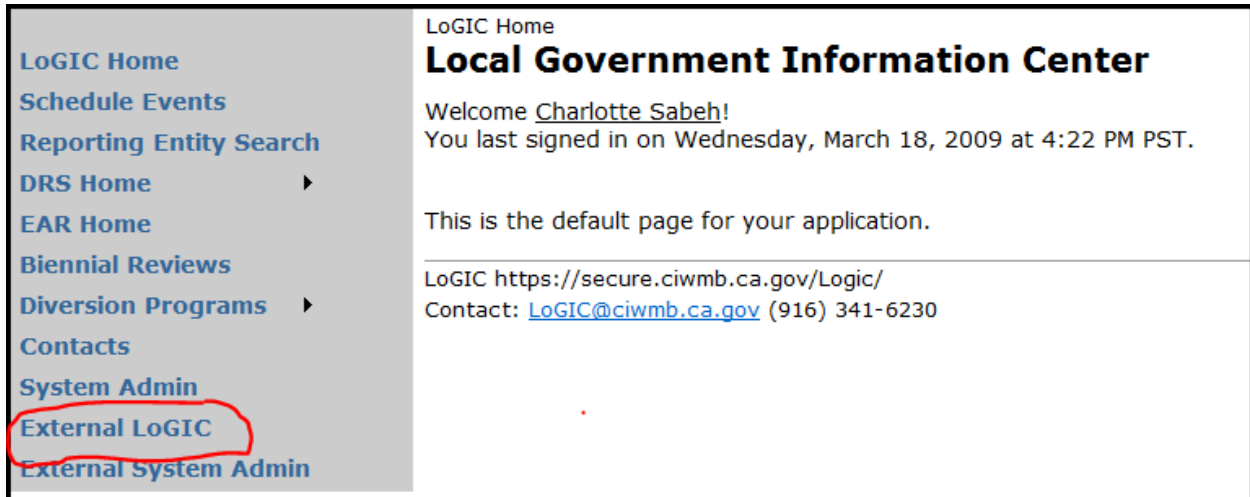 LoGIC Home
Schedule Events
Reporting Entity Search
DRS Home
EAR Home
Biennial Reviews
Diversion Programs
Contacts
System Admin
External LoGIC
External System Admin
LoGIC Home
Local Government Information Center
Welcome Charlotte Sabeh!
You last signed in on Wednesday, March 18, 2009 at 4:22 PM PST.
This is the default page for your application.
LoGIC https://secure.ciwmb.ca.gov/Logic/
Contact: LoGIC@ciwmb.ca.gov (916) 341-6230